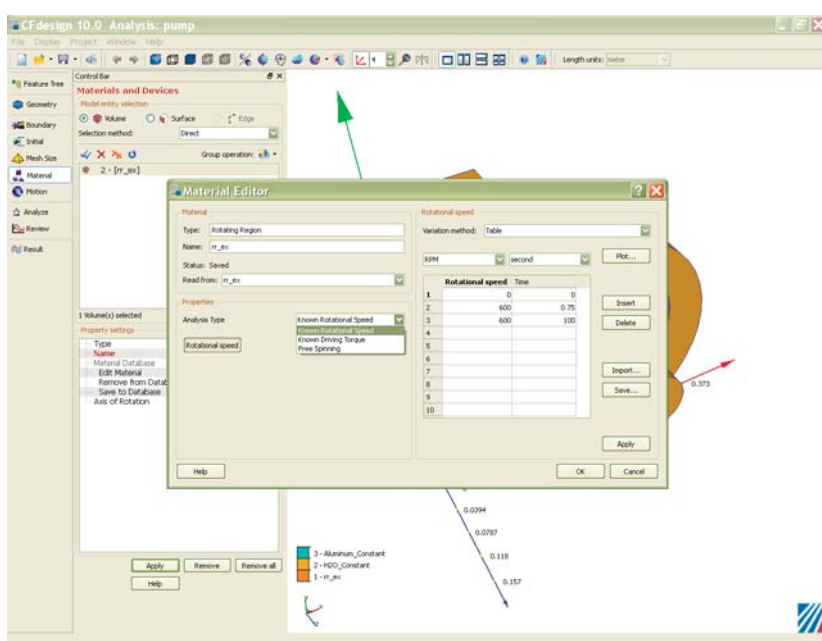 CFdesign 10.0 Analysis: pump
File Display Project Window Help
Length units: meter
Feature Tree
Geometry
Boundary
Initial
Mesh Size
Material
Motion
Analyze
Review
Result
Control Bar
Materials and Devices
Model entity selection
Volume Surface Edge
Selection method: Direct
Group operation:
2 - [rr_ex]
1 Volume(s) selected
Property settings
Type
Name
Material Database
Edit Material
Remove from Datab
Save to Database
Axis of Rotation
Apply Remove Remove all
Help
Material Editor
Material
Type: Rotating Region
Name: rr_ex
Status: Saved
Read from: rr_ex
Properties
Analysis Type Known Rotational Speed
Known Rotational Speed
Known Driving Torque
Free Spinning
Rotational speed
Help
Rotational speed
Variation method: Table
RPM second Plot...
Rotational speed Time
1 0 0
2 600 0.75
3 600 100
4
5
6
7
8
9
10
Insert
Delete
Import...
Save...
Apply
OK Cancel
0.373
0.0394
0.0787
0.118
0.157
3 - Aluminum_Constant
2 - H2O_Constant
1 - rr_ex